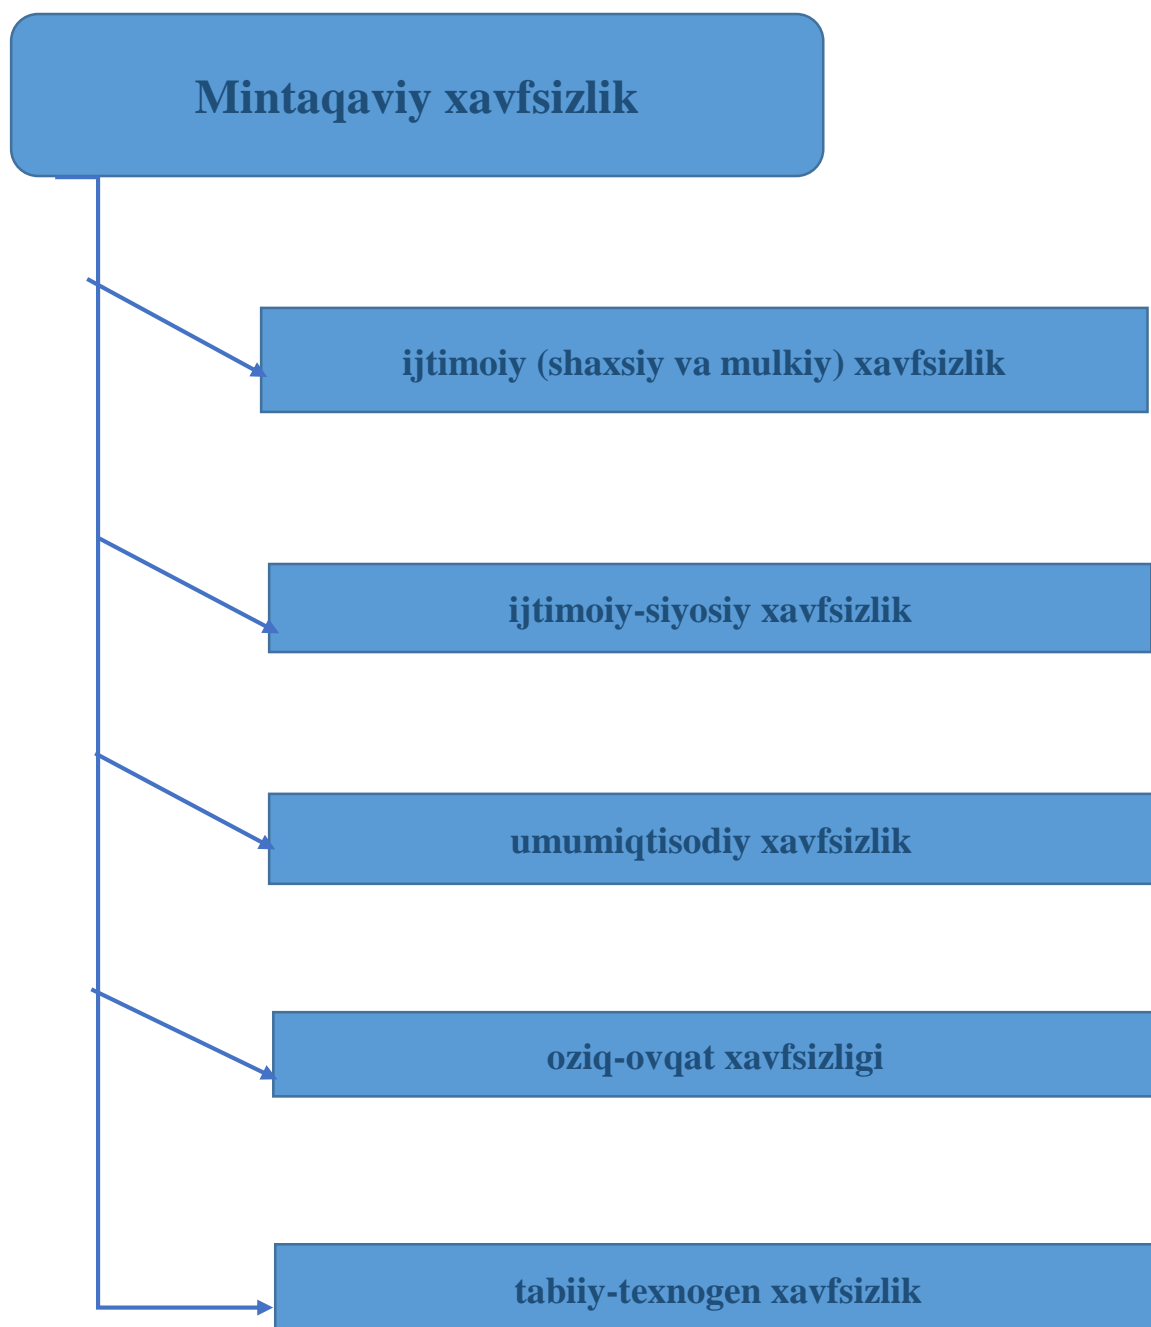 Mintaqaviy xavfsizlik
ijtimoiy (shaxsiy va mulkiy) xavfsizlik
ijtimoiy-siyosiy xavfsizlik
umumiqtisodiy xavfsizlik
oziq-ovqat xavfsizligi
tabiiy-texnogen xavfsizlik